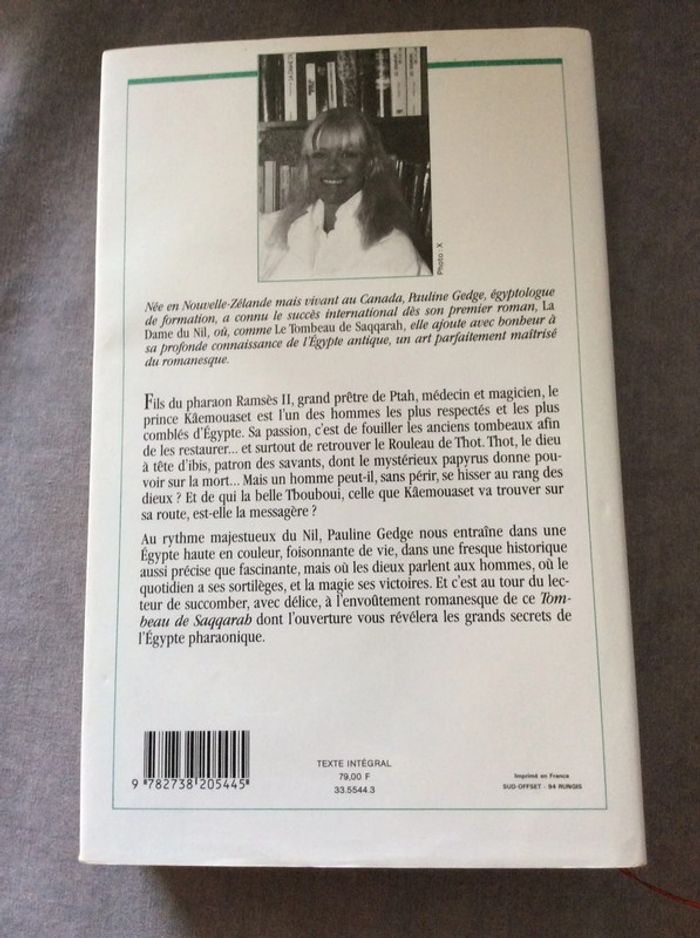 Photo : X
Née en Nouvelle-Zélande mais vivant au Canada, Pauline Gedge, égyptologue
de formation, a connu le succès international dès son premier roman, La
Dame du Nil, où, comme Le Tombeau de Saqqarah, elle ajoute avec bonheur à
sa profonde connaissance de l'Égypte antique, un art parfaitement maîtrisé
du romanesque.
Fils du pharaon Ramsès II, grand prêtre de Ptah, médecin et magicien, le
prince Kâemouaset est l'un des hommes les plus respectés et les plus
comblés d'Égypte. Sa passion, c'est de fouiller les anciens tombeaux afin
de les restaurer... et surtout de retrouver le Rouleau de Thot. Thot, le dieu
à tête d'ibis, patron des savants, dont le mystérieux papyrus donne pou-
voir sur la mort... Mais un homme peut-il, sans périr, se hisser au rang des
dieux ? Et de qui la belle Tbouboui, celle que Kâemouaset va trouver sur
sa route, est-elle la messagère ?
Au rythme majestueux du Nil, Pauline Gedge nous entraîne dans une
Égypte haute en couleur, foisonnante de vie, dans une fresque historique
aussi précise que fascinante, mais où les dieux parlent aux hommes, où le
quotidien a ses sortilèges, et la magie ses victoires. Et c'est au tour du lec-
teur de succomber, avec délice, à l'envoûtement romanesque de ce Tom-
beau de Saqqarah dont l'ouverture vous révélera les grands secrets de
l'Égypte pharaonique.
9 782738 205445
TEXTE INTÉGRAL
79,00 F
33.5544.3
Imprimé en France
SUD-OFFSET - 94 RUNGIS